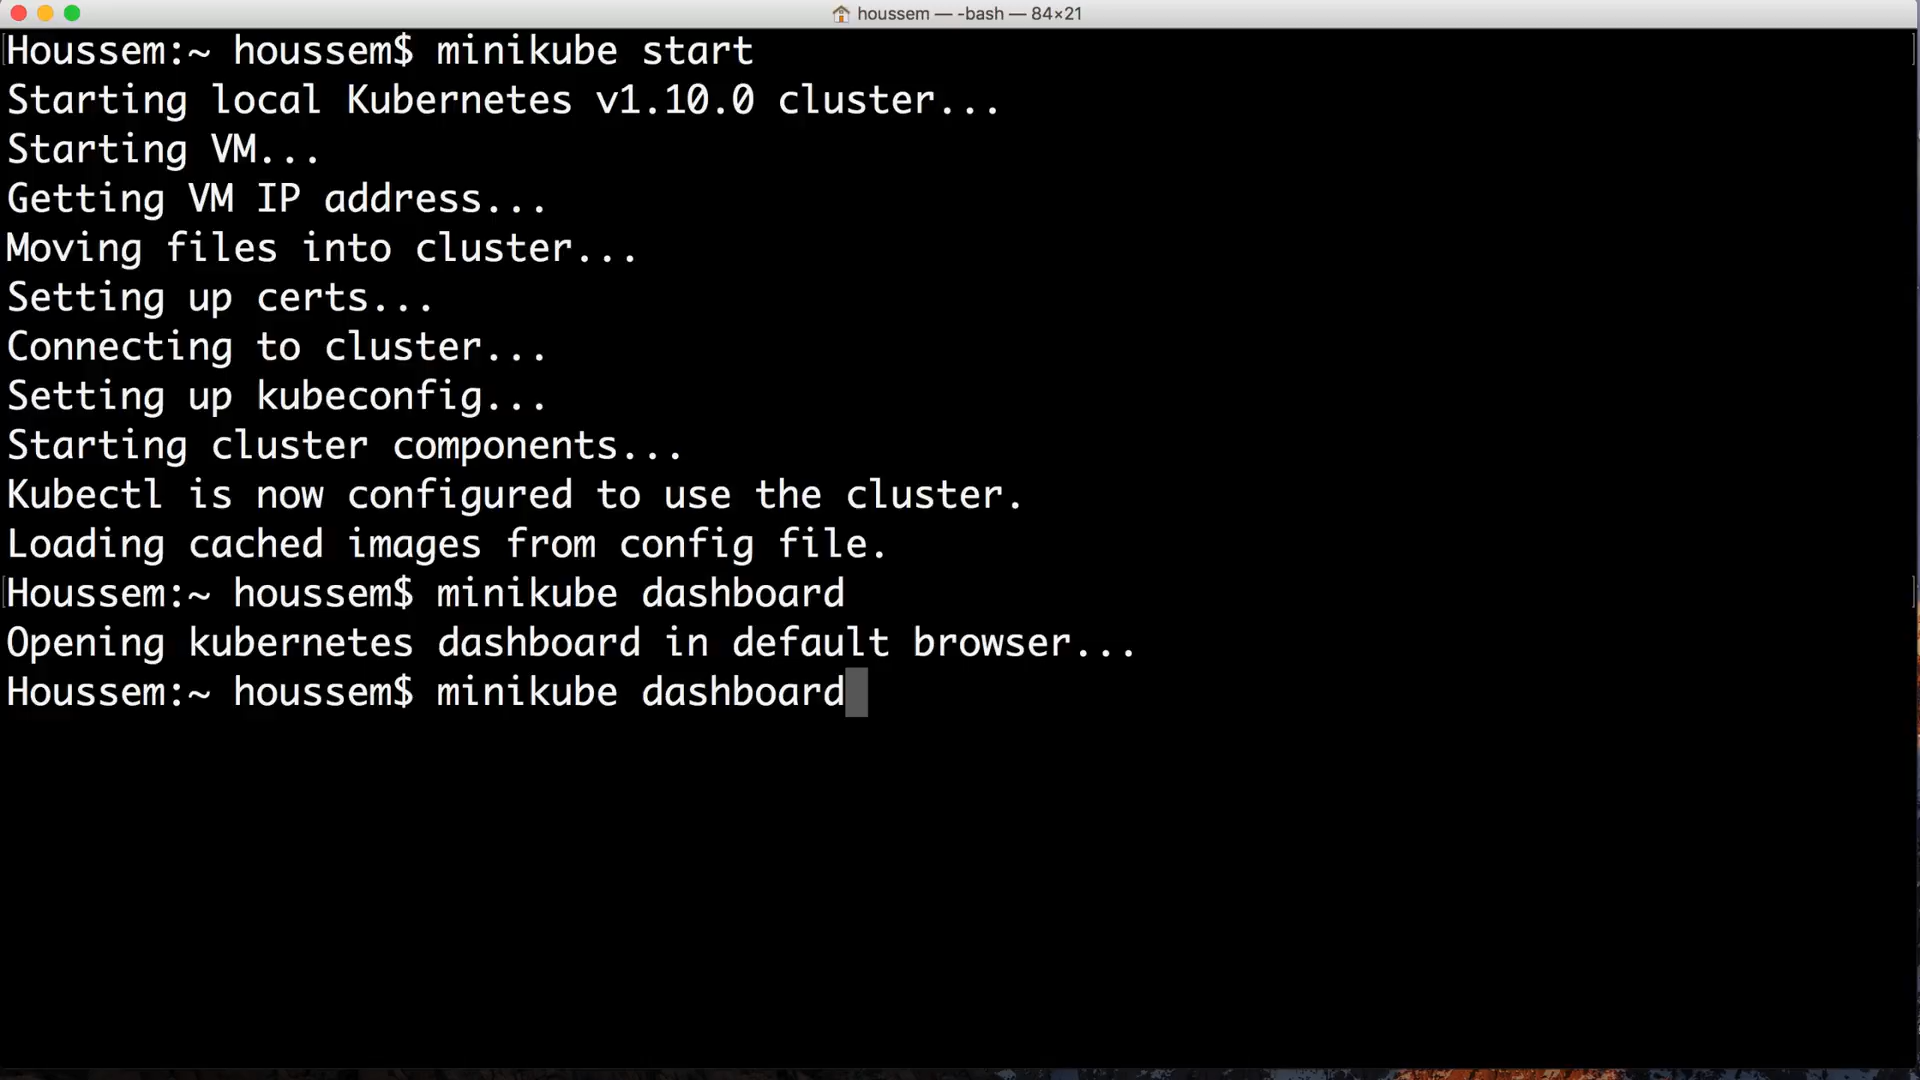 houssem — -bash — 84×21
Houssem:~ houssem$ minikube start
Starting local Kubernetes v1.10.0 cluster...
Starting VM...
Getting VM IP address...
Moving files into cluster...
Setting up certs...
Connecting to cluster...
Setting up kubeconfig...
Starting cluster components...
Kubectl is now configured to use the cluster.
Loading cached images from config file.
Houssem:~ houssem$ minikube dashboard
Opening kubernetes dashboard in default browser...
Houssem:~ houssem$ minikube dashboard